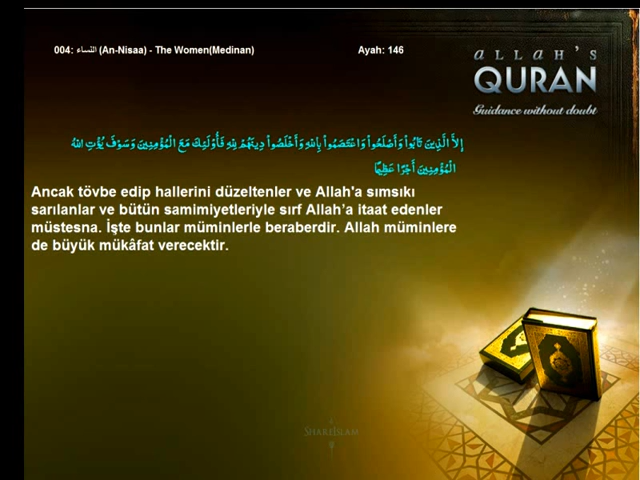 004: النساء (An-Nisaa) - The Women(Medinan) Ayah: 146
ALLAH'S
QURAN
Guidance without doubt
إِلاَّ الَّذِينَ تَابُواْ وَأَصْلَحُواْ وَاعْتَصَمُواْ بِاللّهِ وَأَخْلَصُواْ دِينَهُمْ لِلّهِ فَأُوْلَـئِكَ مَعَ الْمُؤْمِنِينَ وَسَوْفَ يُؤْتِ اللّهُ
الْمُؤْمِنِينَ أَجْرًا عَظِيمًا
Ancak tövbe edip hallerini düzeltenler ve Allah'a sımsıkı
sarılanlar ve bütün samimiyetleriyle sırf Allah’a itaat edenler
müstesna. İşte bunlar müminlerle beraberdir. Allah müminlere
de büyük mükâfat verecektir.
SHAREISLAM